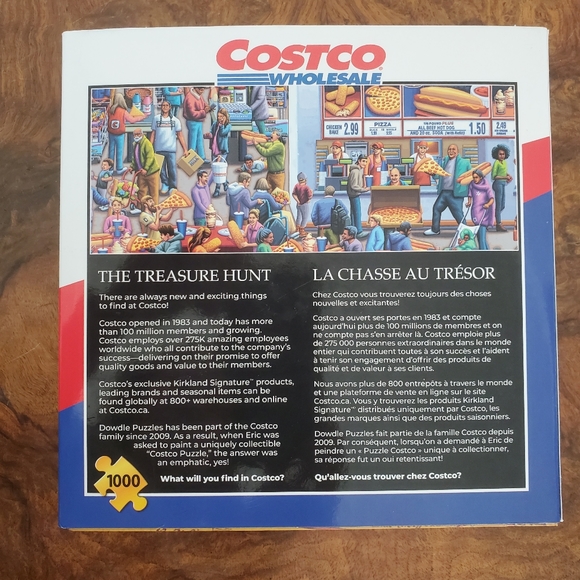 COSTCO
WHOLESALE
CHICKEN BAKE 2.99
PIZZA
ALL BEEF HOT DOG
1.50
2.49
THE TREASURE HUNT
There are always new and exciting things
to find at Costco!
Costco opened in 1983 and today has more
than 100 million members and growing.
Costco employs over 275K amazing employees
worldwide who all contribute to the company's
success—delivering on their promise to offer
quality goods and value to their members.
Costco's exclusive Kirkland Signature™ products,
leading brands and seasonal items can be
found globally at 800+ warehouses and online
at Costco.ca.
Dowdle Puzzles has been part of the Costco
family since 2009. As a result, when Eric was
asked to paint a uniquely collectible
"Costco Puzzle," the answer was
an emphatic, yes!
What will you find in Costco?
1000
LA CHASSE AU TRÉSOR
Chez Costco vous trouverez toujours des choses
nouvelles et excitantes!
Costco a ouvert ses portes en 1983 et compte
aujourd'hui plus de 100 millions de membres et on
ne compte pas s'en arrêter là. Costco emploie plus
de 275 000 personnes extraordinaires dans le monde
entier qui contribuent toutes à son succès et l'aident
à tenir son engagement d'offrir des produits de
qualité et de valeur à ses clients.
Nous avons plus de 800 entrepôts à travers le monde
et une plateforme de vente en ligne sur le site
Costco.ca. Vous y trouverez les produits Kirkland
Signature™ distribués uniquement par Costco, les
grandes marques ainsi que des produits saisonniers.
Dowdle Puzzles fait partie de la famille Costco depuis
2009. Par conséquent, lorsqu'on a demandé à Eric de
peindre un « Puzzle Costco » unique à collectionner,
sa réponse fut un oui retentissant!
Qu'allez-vous trouver chez Costco?